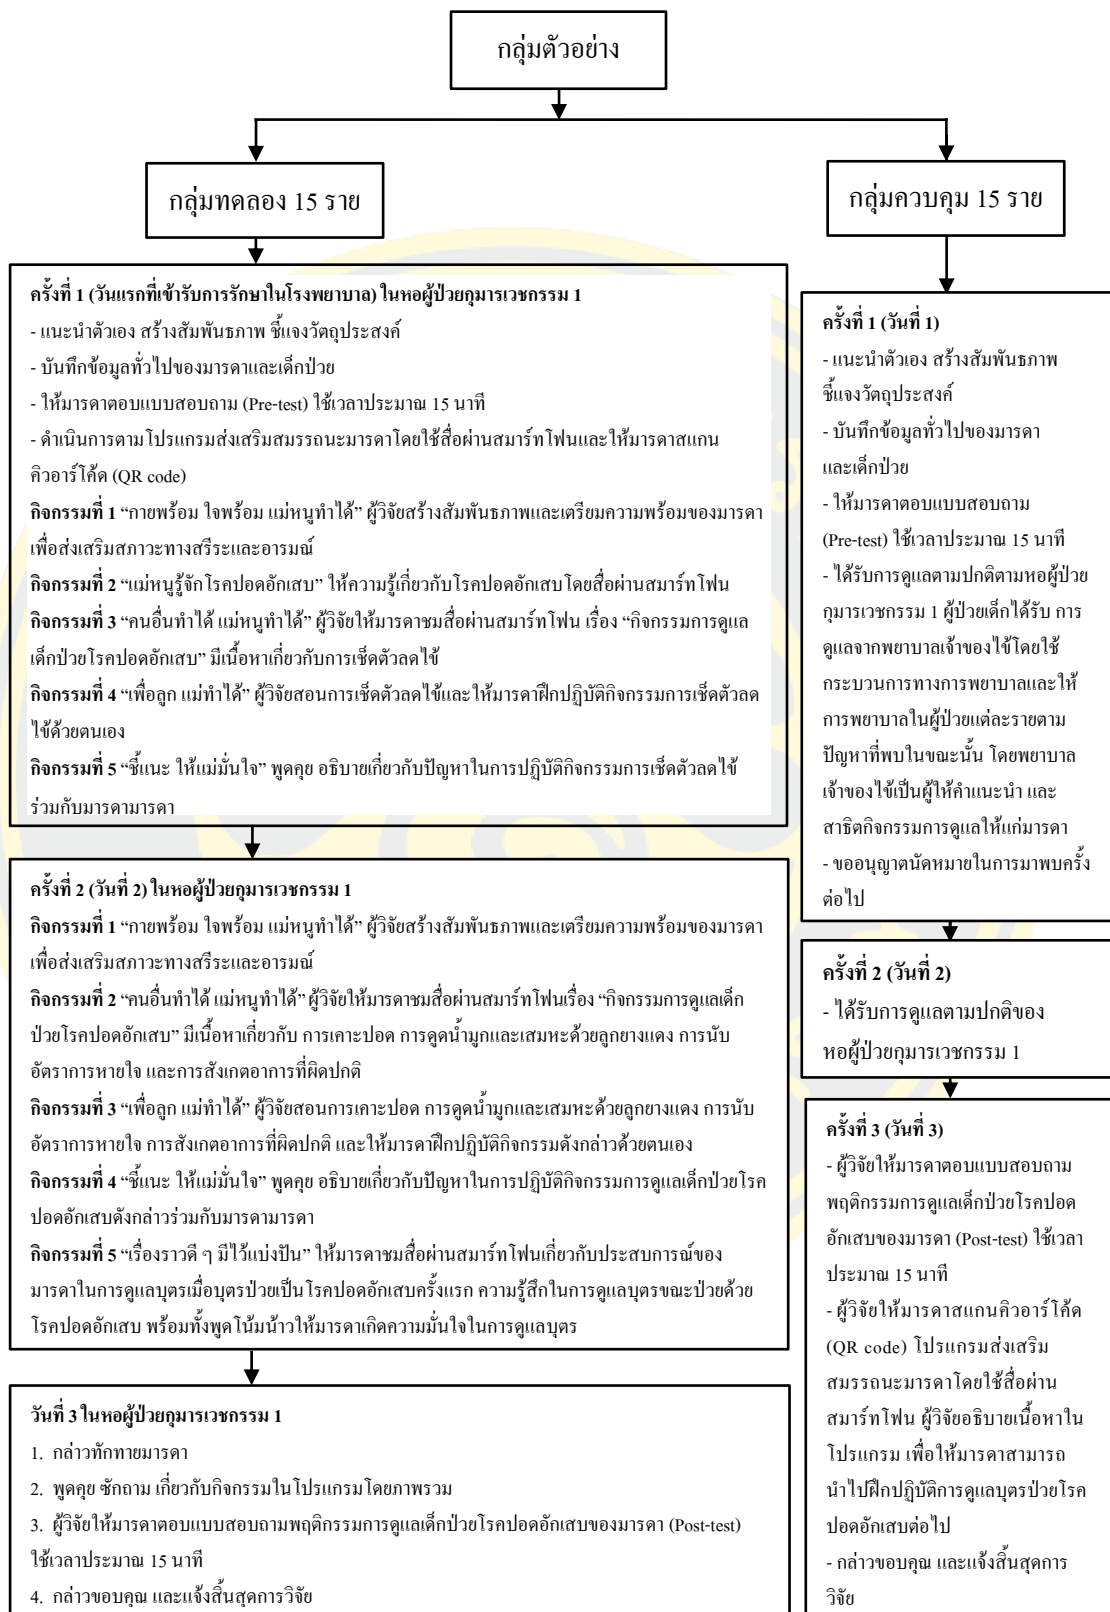 กลุ่มตัวอย่าง
กลุ่มทดลอง 15 ราย
ครั้งที่ 1 (วันแรกที่เข้ารับการรักษาในโรงพยาบาล) ในหอผู้ป่วยกุมารเวชกรรม 1
- แนะนำตัวเอง สร้างสัมพันธภาพ ชี้แจงวัตถุประสงค์
- บันทึกข้อมูลทั่วไปของมารดาและเด็กป่วย
- ให้มารดาตอบแบบสอบถาม (Pre-test) ใช้เวลาประมาณ 15 นาที
- ดำเนินการตามโปรแกรมส่งเสริมสมรรถนะมารดาโดยใช้สื่อผ่านสมาร์ทโฟนและให้มารดาสแกน
คิวอาร์โค้ด (QR code)
กิจกรรมที่ 1 “กายพร้อม ใจพร้อม แม่หนูทำได้” ผู้วิจัยสร้างสัมพันธภาพและเตรียมความพร้อมของมารดา
เพื่อส่งเสริมสภาวะทางสรีระและอารมณ์
กิจกรรมที่ 2 “แม่หนูรู้จักโรคปอดอักเสบ” ให้ความรู้เกี่ยวกับโรคปอดอักเสบโดยสื่อผ่านสมาร์ทโฟน
กิจกรรมที่ 3 “คนอื่นทำได้ แม่หนูทำได้” ผู้วิจัยให้มารดาชมสื่อผ่านสมาร์ทโฟน เรื่อง “กิจกรรมการดูแล
เด็กป่วยโรคปอดอักเสบ” มีเนื้อหาเกี่ยวกับการเช็ดตัวลดไข้
กิจกรรมที่ 4 “เพื่อลูก แม่ทำได้” ผู้วิจัยสอนการเช็ดตัวลดไข้และให้มารดาฝึกปฏิบัติกิจกรรมการเช็ดตัวลด
ไข้ด้วยตนเอง
กิจกรรมที่ 5 “ชี้แนะ ให้แม่มั่นใจ” พูดคุย อธิบายเกี่ยวกับปัญหาในการปฏิบัติกิจกรรมการเช็ดตัวลดไข้
ร่วมกับมารดามารดา
ครั้งที่ 2 (วันที่ 2) ในหอผู้ป่วยกุมารเวชกรรม 1
กิจกรรมที่ 1 “กายพร้อม ใจพร้อม แม่หนูทำได้” ผู้วิจัยสร้างสัมพันธภาพและเตรียมความพร้อมของมารดา
เพื่อส่งเสริมสภาวะทางสรีระและอารมณ์
กิจกรรมที่ 2 “คนอื่นทำได้ แม่หนูทำได้” ผู้วิจัยให้มารดาชมสื่อผ่านสมาร์ทโฟนเรื่อง “กิจกรรมการดูแลเด็ก
ป่วยโรคปอดอักเสบ” มีเนื้อหาเกี่ยวกับ การเคาะปอด การดูดน้ำมูกและเสมหะด้วยลูกยางแดง การนับ
อัตราการหายใจ และการสังเกตอาการที่ผิดปกติ
กิจกรรมที่ 3 “เพื่อลูก แม่ทำได้” ผู้วิจัยสอนการเคาะปอด การดูดน้ำมูกและเสมหะด้วยลูกยางแดง การนับ
อัตราการหายใจ การสังเกตอาการที่ผิดปกติ และให้มารดาฝึกปฏิบัติกิจกรรมดังกล่าวด้วยตนเอง
กิจกรรมที่ 4 “ชี้แนะ ให้แม่มั่นใจ” พูดคุย อธิบายเกี่ยวกับปัญหาในการปฏิบัติกิจกรรมการดูแลเด็กป่วยโรค
ปอดอักเสบดังกล่าวร่วมกับมารดามารดา
กิจกรรมที่ 5 “เรื่องราวดี ๆ มีไว้แบ่งปัน” ให้มารดาชมสื่อผ่านสมาร์ทโฟนเกี่ยวกับประสบการณ์ของ
มารดาในการดูแลบุตรเมื่อบุตรป่วยเป็นโรคปอดอักเสบครั้งแรก ความรู้สึกในการดูแลบุตรขณะป่วยด้วย
โรคปอดอักเสบ พร้อมทั้งพูดโน้มน้าวให้มารดาเกิดความมั่นใจในการดูแลบุตร
วันที่ 3 ในหอผู้ป่วยกุมารเวชกรรม 1
1. กล่าวทักทายมารดา
2. พูดคุย ซักถาม เกี่ยวกับกิจกรรมในโปรแกรมโดยภาพรวม
3. ผู้วิจัยให้มารดาตอบแบบสอบถามพฤติกรรมการดูแลเด็กป่วยโรคปอดอักเสบของมารดา (Post-test)
ใช้เวลาประมาณ 15 นาที
4. กล่าวขอบคุณ และแจ้งสิ้นสุดการวิจัย
กลุ่มควบคุม 15 ราย
ครั้งที่ 1 (วันที่ 1)
- แนะนำตัวเอง สร้างสัมพันธภาพ
ชี้แจงวัตถุประสงค์
- บันทึกข้อมูลทั่วไปของมารดา
และเด็กป่วย
- ให้มารดาตอบแบบสอบถาม
(Pre-test) ใช้เวลาประมาณ 15 นาที
- ได้รับการดูแลตามปกติตามหอผู้ป่วย
กุมารเวชกรรม 1 ผู้ป่วยเด็กได้รับ การ
ดูแลจากพยาบาลเจ้าของไข้โดยใช้
กระบวนการทางการพยาบาลและให้
การพยาบาลในผู้ป่วยแต่ละรายตาม
ปัญหาที่พบในขณะนั้น โดยพยาบาล
เจ้าของไข้เป็นผู้ให้คำแนะนำ และ
สาธิตกิจกรรมการดูแลให้แก่มารดา
- ขออนุญาตนัดหมายในการมาพบครั้ง
ต่อไป
ครั้งที่ 2 (วันที่ 2)
- ได้รับการดูแลตามปกติของ
หอผู้ป่วยกุมารเวชกรรม 1
ครั้งที่ 3 (วันที่ 3)
- ผู้วิจัยให้มารดาตอบแบบสอบถาม
พฤติกรรมการดูแลเด็กป่วยโรคปอด
อักเสบของมารดา (Post-test) ใช้เวลา
ประมาณ 15 นาที
- ผู้วิจัยให้มารดาสแกนคิวอาร์โค้ด
(QR code) โปรแกรมส่งเสริม
สมรรถนะมารดาโดยใช้สื่อผ่าน
สมาร์ทโฟน ผู้วิจัยอธิบายเนื้อหาใน
โปรแกรม เพื่อให้มารดาสามารถ
นำไปฝึกปฏิบัติการดูแลบุตรป่วยโรค
ปอดอักเสบต่อไป
- กล่าวขอบคุณ และแจ้งสิ้นสุดการ
วิจัย